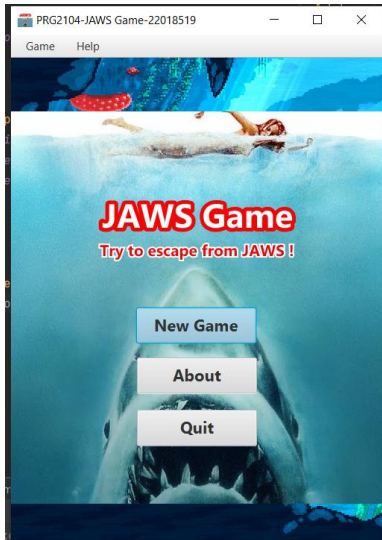 PRG2104-JAWS Game-22018519
Game Help
JAWS Game
Try to escape from JAWS !
New Game
About
Quit